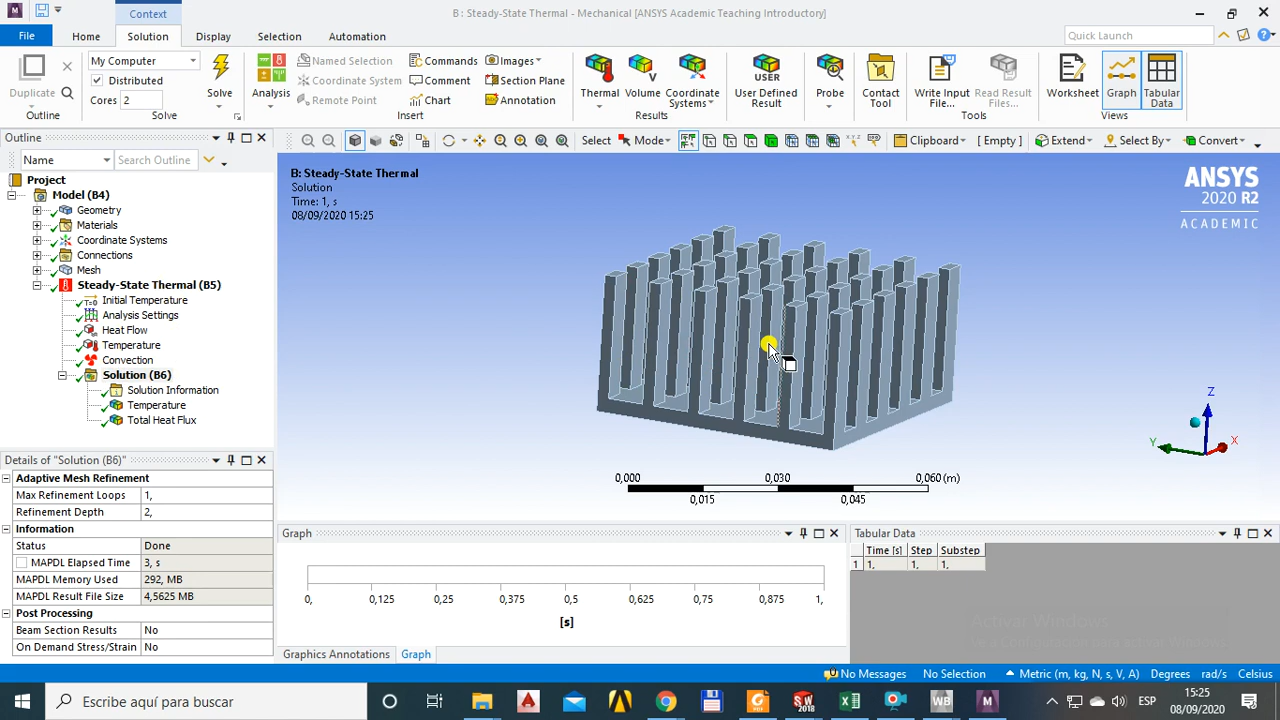 Context
B : Steady-State Thermal - Mechanical [ANSYS Academic Teaching Introductory]
File
Home
Solution
Display
Selection
Automation
Quick Launch
Duplicate
Outline
My Computer
Distributed
Cores 2
Solve
Solve
Analysis
Named Selection
Coordinate System
Remote Point
Commands
Comment
Chart
Images
Section Plane
Annotation
Insert
Thermal
Volume
Coordinate Systems
Results
User Defined Result
Probe
Contact Tool
Write Input File...
Read Result Files...
Tools
Worksheet
Graph
Tabular Data
Views
Outline
Name
Search Outline
Select
Mode
Clipboard
[ Empty ]
Extend
Select By
Convert
Project
Model (B4)
Geometry
Materials
Coordinate Systems
Connections
Mesh
Steady-State Thermal (B5)
Initial Temperature
Analysis Settings
Heat Flow
Temperature
Convection
Solution (B6)
Solution Information
Temperature
Total Heat Flux
B: Steady-State Thermal
Solution
Time: 1, s
08/09/2020 15:25
ANSYS
2020 R2
ACADEMIC
Z
Y
X
0,000
0,030
0,060 (m)
0,015
0,045
Details of "Solution (B6)"
Adaptive Mesh Refinement
Max Refinement Loops 1,
Refinement Depth 2,
Information
Status Done
MAPDL Elapsed Time 3, s
MAPDL Memory Used 292, MB
MAPDL Result File Size 4,5625 MB
Post Processing
Beam Section Results No
On Demand Stress/Strain No
Graph
0, 0,125 0,25 0,375 0,5 0,625 0,75 0,875 1,
[s]
Graphics Annotations
Graph
Tabular Data
Time [s] Step Substep
1 1, 1, 1,
Activar Windows
No Messages
No Selection
Metric (m, kg, N, s, V, A)
Degrees
rad/s
Celsius
Escribe aquí para buscar
ESP
15:25
08/09/2020